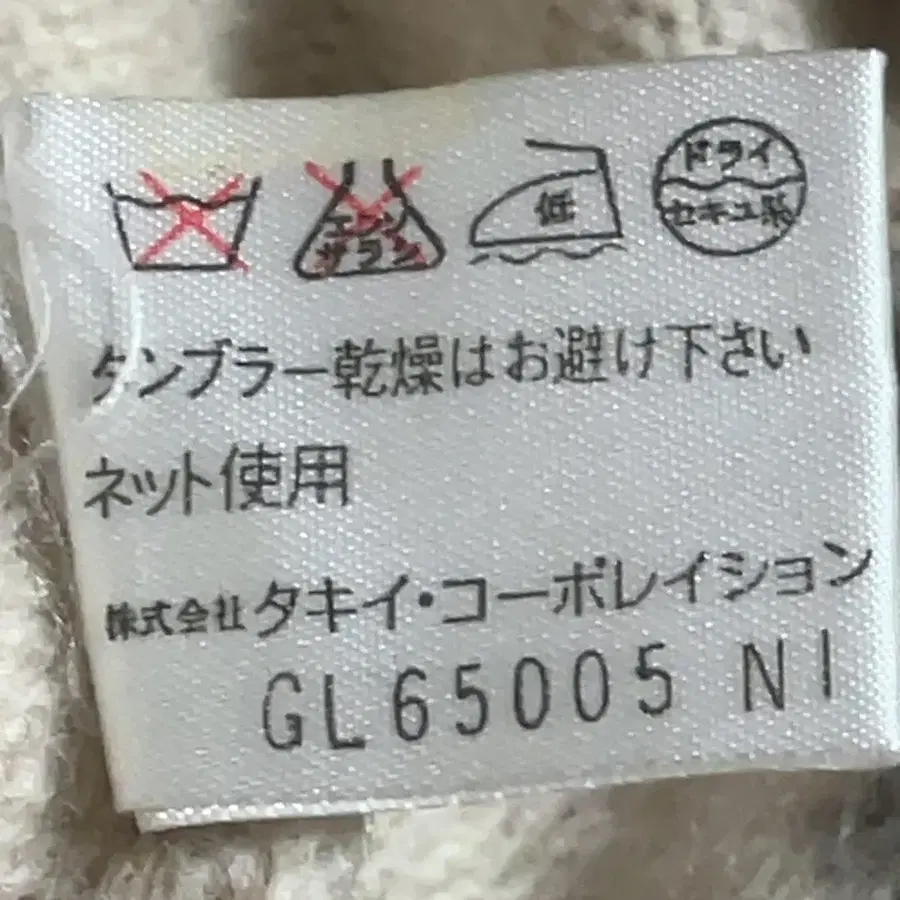 エンソ
サラシ
低
ドライ
セキユ系
タンブラー乾燥はお避け下さい
ネット使用
株式会社タキイ・コーポレイション
GL65005 NI